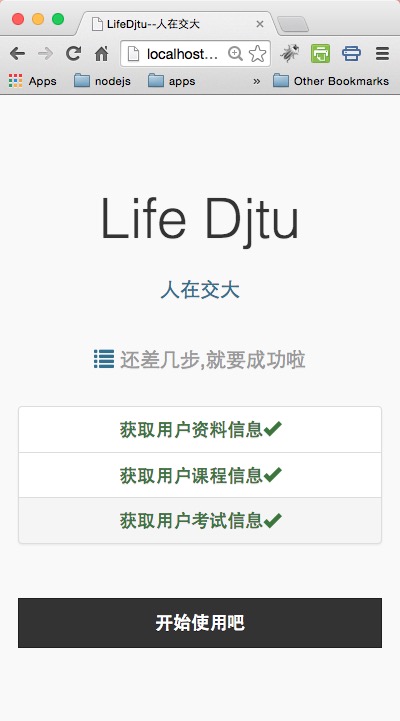 LifeDjtu--人在交大
localhost...
Apps
nodejs
apps
»
Other Bookmarks
Life Djtu
人在交大
还差几步,就要成功啦
获取用户资料信息
获取用户课程信息
获取用户考试信息
开始使用吧